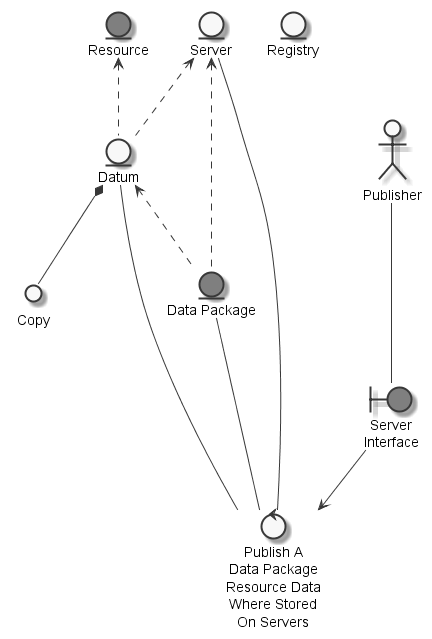 Resource
Server
Registry
Datum
Publisher
Data Package
Copy
Server
Interface
Publish A
Data Package
Resource Data
Where Stored
On Servers